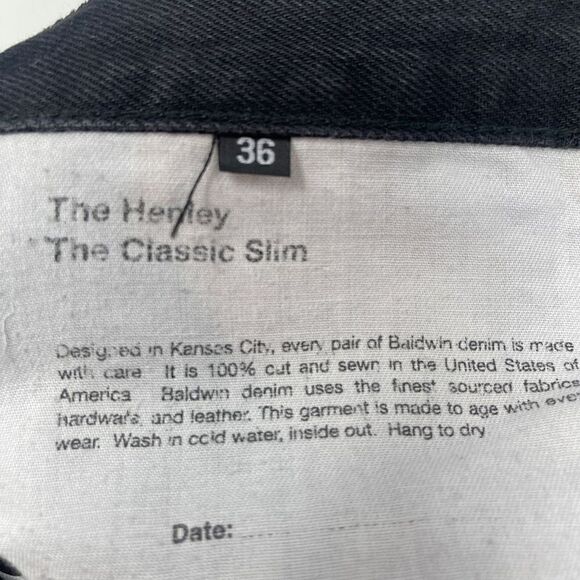 36
The Henley
The Classic Slim
Designed in Kansas City, every pair of Baldwin denim is made
with care It is 100% cut and sewn in the United States of
America Baldwin denim uses the finest sourced fabrics
hardware, and leather. This garment is made to age with every
wear. Wash in cold water, inside out. Hang to dry
Date: